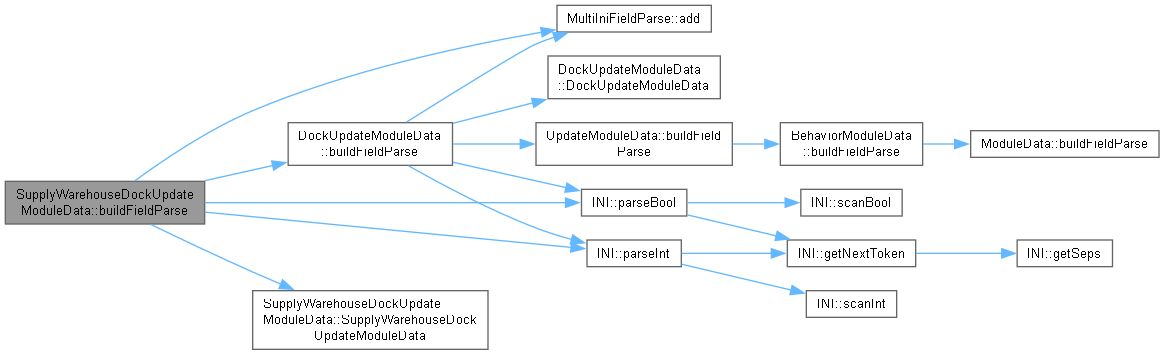 MultiIniFieldParse::add
DockUpdateModuleData
::DockUpdateModuleData
DockUpdateModuleData
::buildFieldParse
UpdateModuleData::buildField
Parse
BehaviorModuleData
::buildFieldParse
ModuleData::buildFieldParse
SupplyWarehouseDockUpdate
ModuleData::buildFieldParse
INI::parseBool
INI::scanBool
INI::parseInt
INI::getNextToken
INI::getSeps
INI::scanInt
SupplyWarehouseDockUpdate
ModuleData::SupplyWarehouseDock
UpdateModuleData